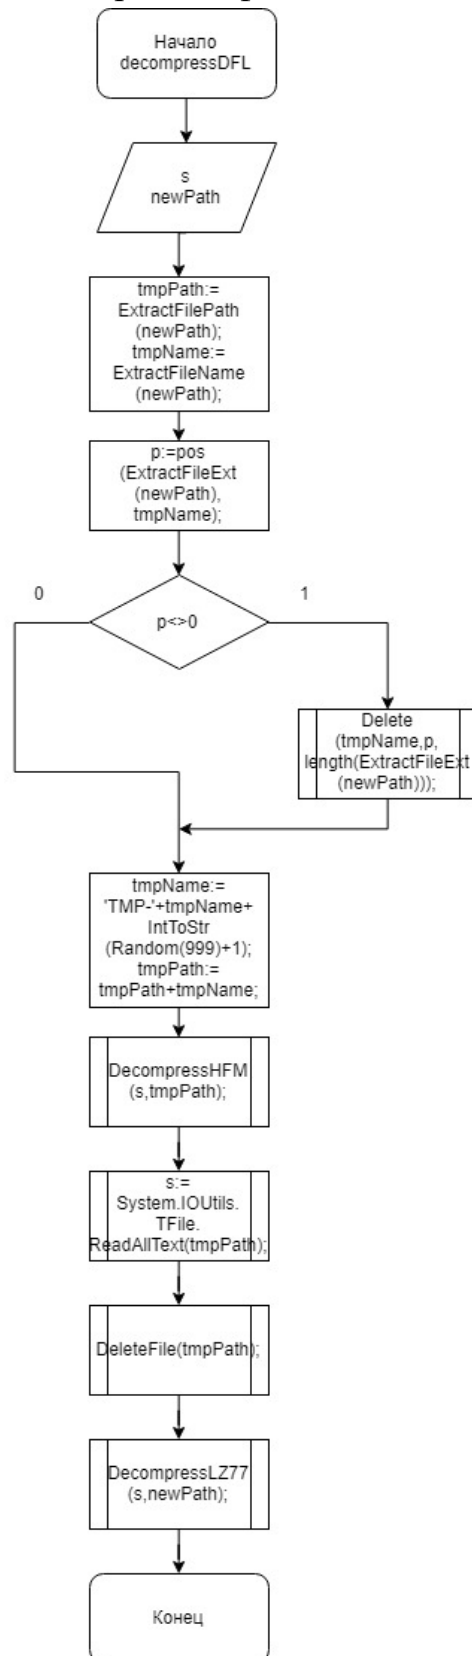 Начало
decompressDFL
s
newPath
tmpPath:=
ExtractFilePath
(newPath);
tmpName:=
ExtractFileName
(newPath);
p:=pos
(ExtractFileExt
(newPath),
tmpName);
0
1
p<>0
Delete
(tmpName,p,
length(ExtractFileExt
(newPath)));
tmpName:=
'TMP-'+tmpName+
IntToStr
(Random(999)+1);
tmpPath:=
tmpPath+tmpName;
DecompressHFM
(s,tmpPath);
s:=
System.IOUtils.
TFile.
ReadAllText(tmpPath);
DeleteFile(tmpPath);
DecompressLZ77
(s,newPath);
Конец